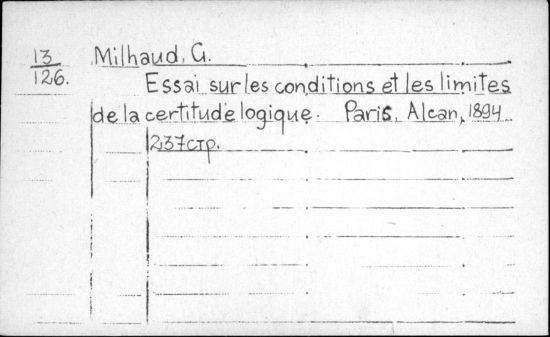 13 Milhaud, G.
126. Essai sur les conditions et les limites
de la certitude logique. Paris, Alcan, 1894
237 стр.